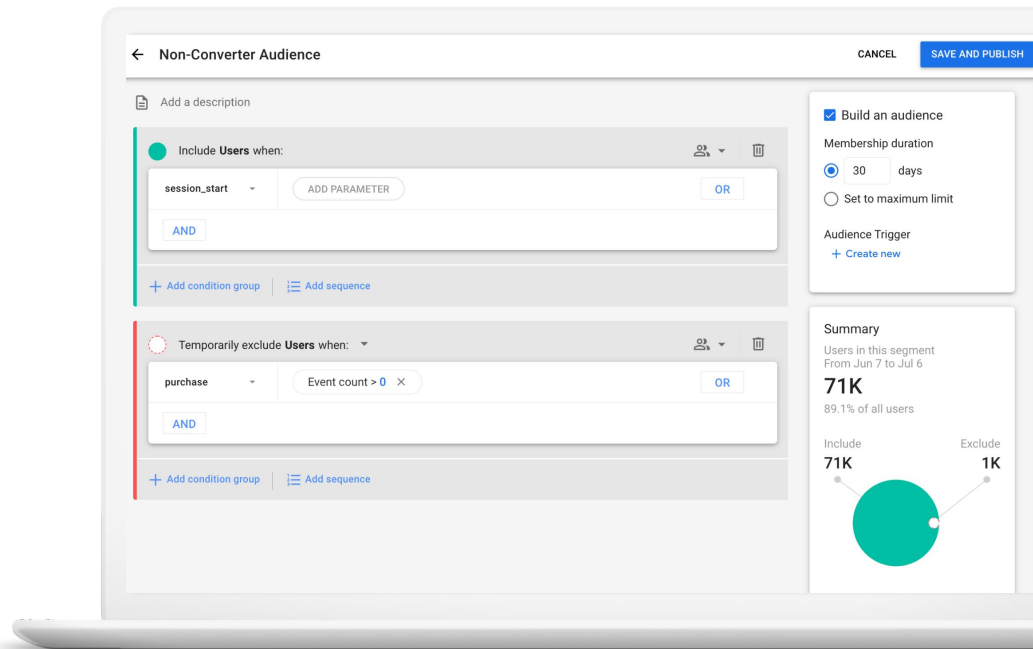 Non-Converter Audience
CANCEL
SAVE AND PUBLISH
Add a description
Include Users when:
session_start
ADD PARAMETER
OR
AND
Add condition group
Add sequence
Temporarily exclude Users when:
purchase
Event count > 0
OR
AND
Add condition group
Add sequence
Build an audience
Membership duration
30 days
Set to maximum limit
Audience Trigger
+ Create new
Summary
Users in this segment
From Jun 7 to Jul 6
71K
89.1% of all users
Include Exclude
71K 1K